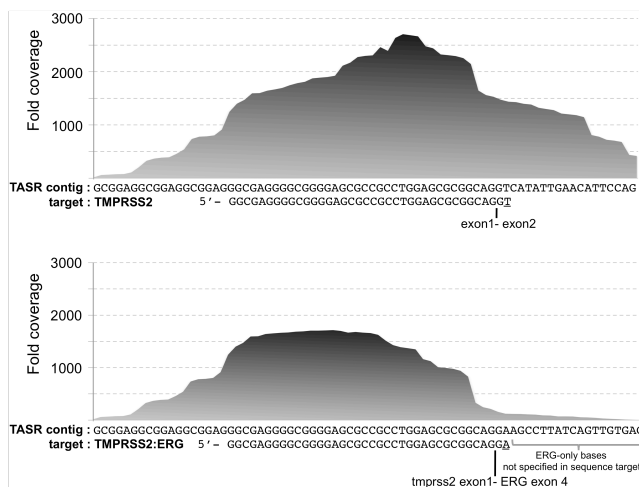 3000
2000
1000
Fold coverage
TASR contig : GCGGAGGCGGAGGCGGAGGGCGAGGGGCGGGGAGCGCCGCCTGGAGCGCGGCAGGTCATATTGAACATTCCAG
target : TMPRSS2 5′– GGCGAGGGGCGGGGAGCGCCGCCTGGAGCGCGGCAGGT
exon1- exon2
3000
2000
1000
Fold coverage
TASR contig : GCGGAGGCGGAGGCGGAGGGCGAGGGGCGGGGAGCGCCGCCTGGAGCGCGGCAGGAAGCCTTATCAGTTGTGAG
target : TMPRSS2:ERG 5′– GGCGAGGGGCGGGGAGCGCCGCCTGGAGCGCGGCAGGA
ERG-only bases
not specified in sequence target
tmprss2 exon1- ERG exon 4